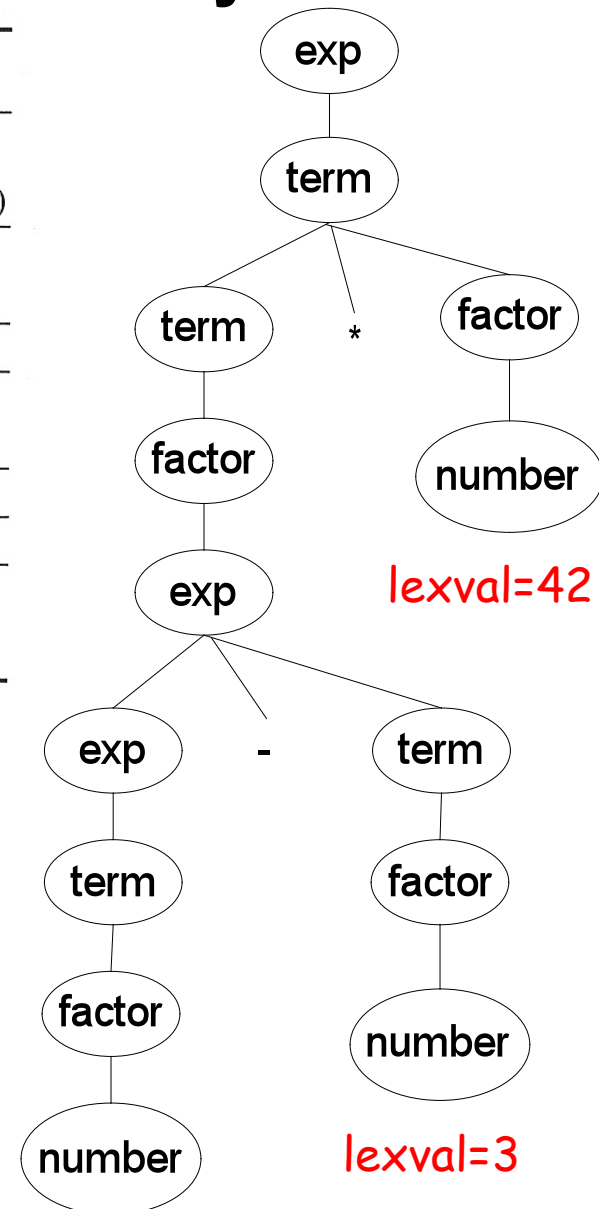 exp
term
)
term * factor
factor
number
exp
lexval=42
exp - term
term factor
factor
number
number
lexval=3